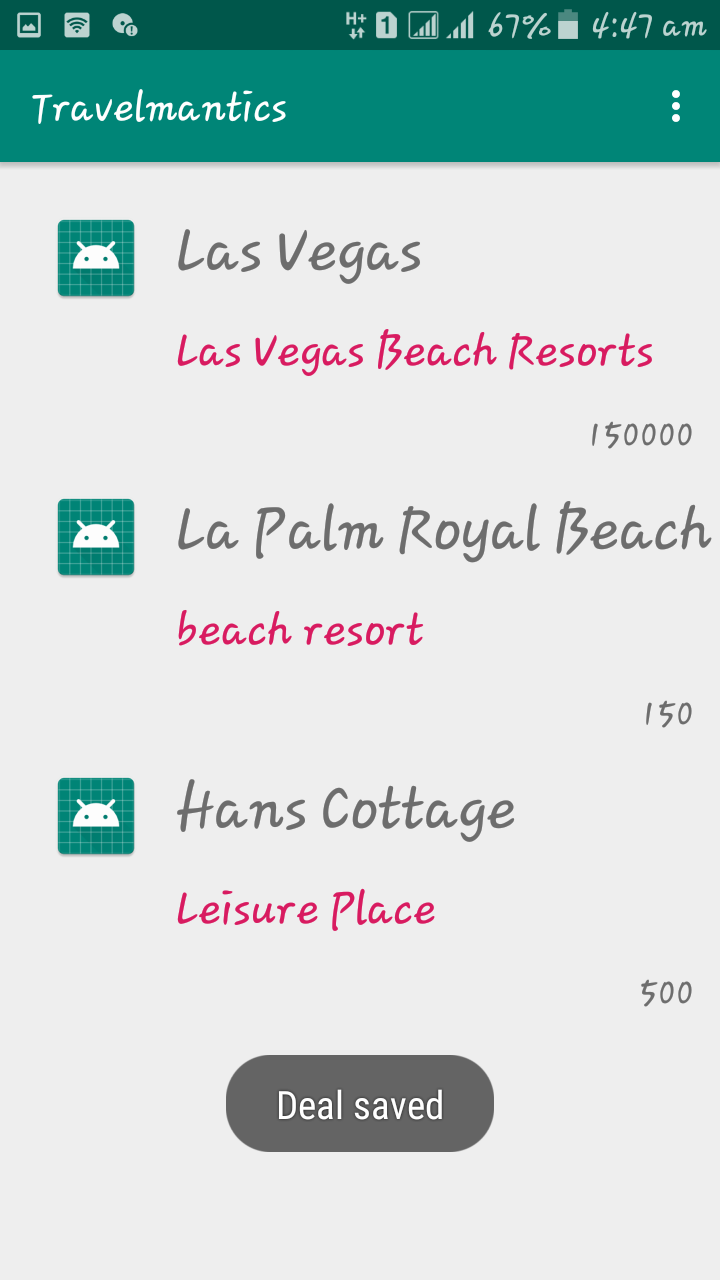 H+ 1 67% 4:47 am
Travelmantics
Las Vegas
Las Vegas Beach Resorts
150000
La Palm Royal Beach
beach resort
150
Hans Cottage
Leisure Place
500
Deal saved